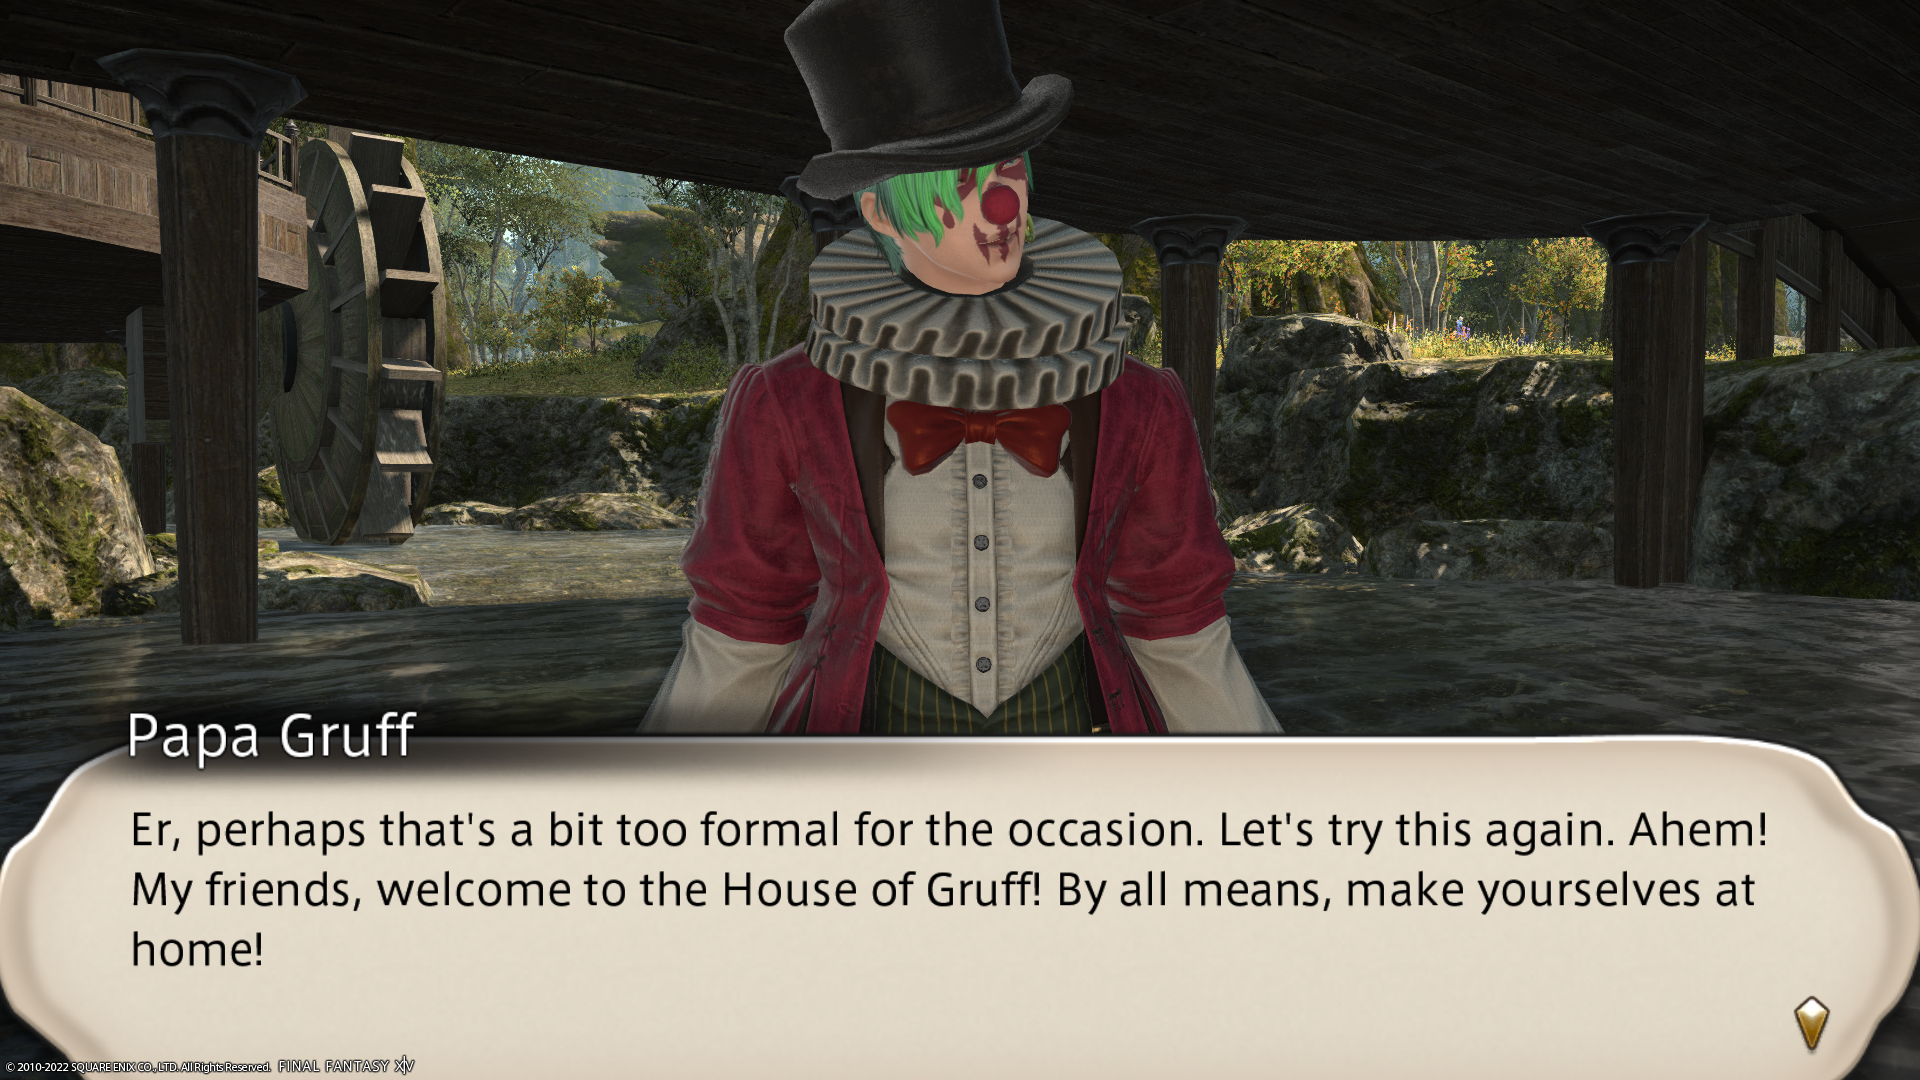 Papa Gruff
Er, perhaps that's a bit too formal for the occasion. Let's try this again. Ahem!
My friends, welcome to the House of Gruff! By all means, make yourselves at
home!
© 2010-2022 SQUARE ENIX CO., LTD. All Rights Reserved. FINAL FANTASY XIV